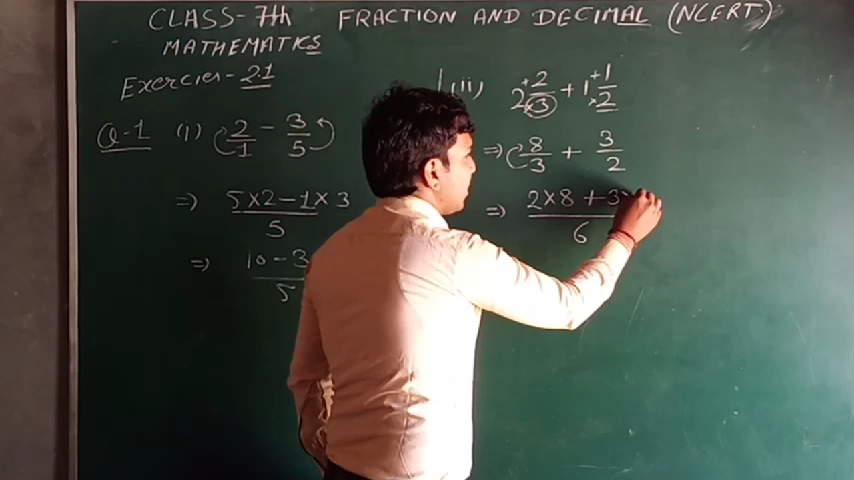 CLASS-7th FRACTION AND DECIMAL (NCERT)
MATHEMATICS
Exercies-2.1
Q-1 (i) 2/1 - 3/5
=> 5×2-1×3 / 5
=> 10-3 / 5
(ii) 2 2/3 + 1 1/2
=> 8/3 + 3/2
=> 2×8+3× / 6